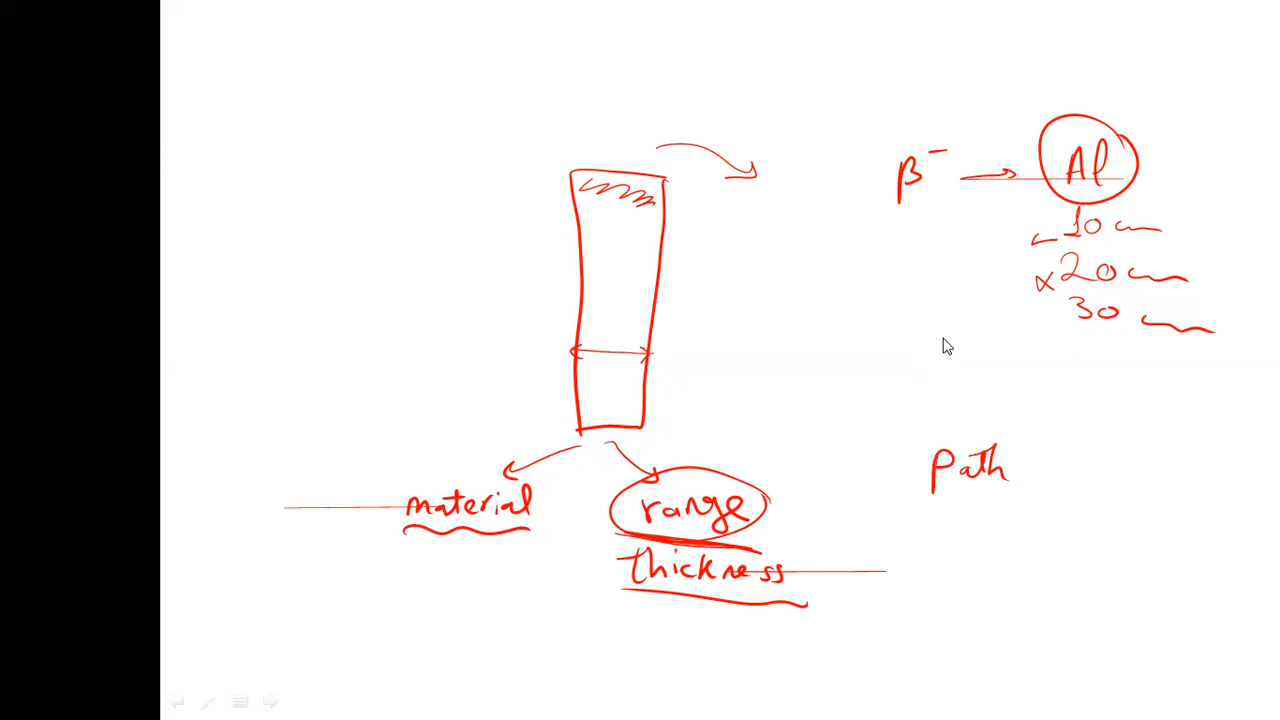 β⁻ → Al
10 cm
x 20 cm
30 cm
Path
material range
thickness